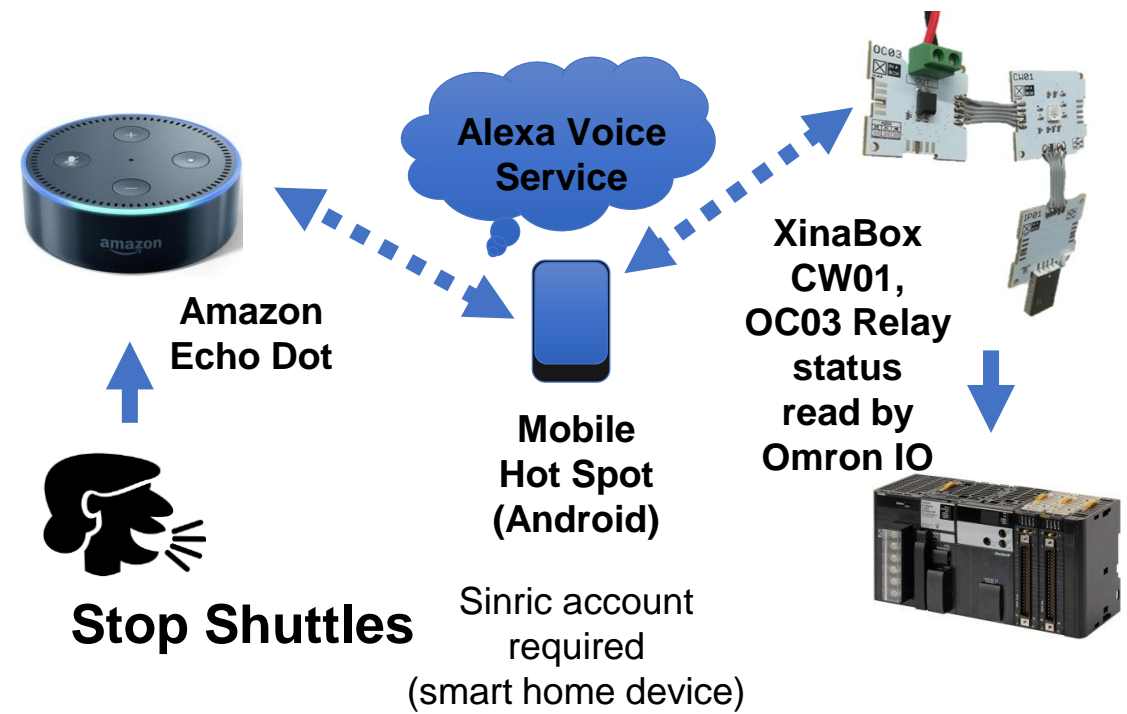 Alexa Voice
Service
OC03
CW01
IP01
OUT
amazon
Amazon
Echo Dot
XinaBox
CW01,
OC03 Relay
status
read by
Omron IO
Mobile
Hot Spot
(Android)
Stop Shuttles
Sinric account
required
(smart home device)